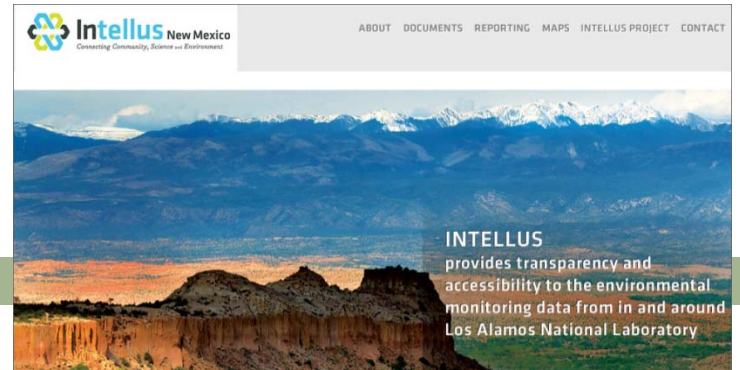 Intellus New Mexico
Connecting Community, Science and Environment
ABOUT DOCUMENTS REPORTING MAPS INTELLUS PROJECT CONTACT
INTELLUS
provides transparency and
accessibility to the environmental
monitoring data from in and around
Los Alamos National Laboratory